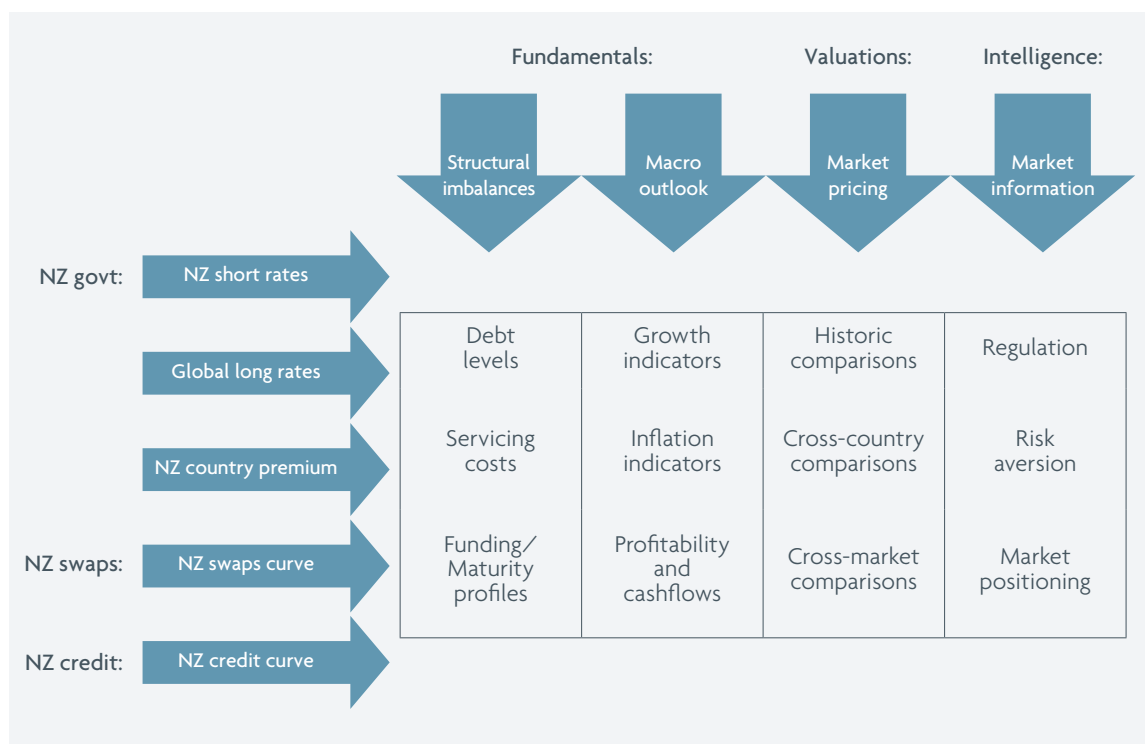 Fundamentals: Valuations: Intelligence:
Structural
imbalances
Macro
outlook
Market
pricing
Market
information
NZ govt:
NZ short rates
Global long rates
NZ country premium
NZ swaps:
NZ swaps curve
NZ credit:
NZ credit curve
Debt
levels
Growth
indicators
Historic
comparisons
Regulation
Servicing
costs
Inflation
indicators
Cross-country
comparisons
Risk
aversion
Funding/
Maturity
profiles
Profitability
and
cashflows
Cross-market
comparisons
Market
positioning